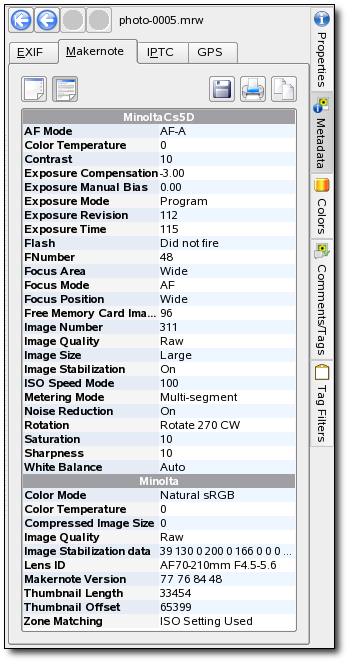 photo-0005.mrw
EXIF Makernote IPTC GPS
MinoltaCs5D
AF Mode AF-A
Color Temperature 0
Contrast 10
Exposure Compensation -3.00
Exposure Manual Bias 0.00
Exposure Mode Program
Exposure Revision 112
Exposure Time 115
Flash Did not fire
FNumber 48
Focus Area Wide
Focus Mode AF
Focus Position Wide
Free Memory Card Ima... 96
Image Number 311
Image Quality Raw
Image Size Large
Image Stabilization On
ISO Speed Mode 100
Metering Mode Multi-segment
Noise Reduction On
Rotation Rotate 270 CW
Saturation 10
Sharpness 10
White Balance Auto
Minolta
Color Mode Natural sRGB
Color Temperature 0
Compressed Image Size 0
Image Quality Raw
Image Stabilization data 39 130 0 200 0 166 0 0 0 ...
Lens ID AF70-210mm F4.5-5.6
Makernote Version 77 76 84 48
Thumbnail Length 33454
Thumbnail Offset 65399
Zone Matching ISO Setting Used
Properties
Metadata
Colors
Comments/Tags
Tag Filters